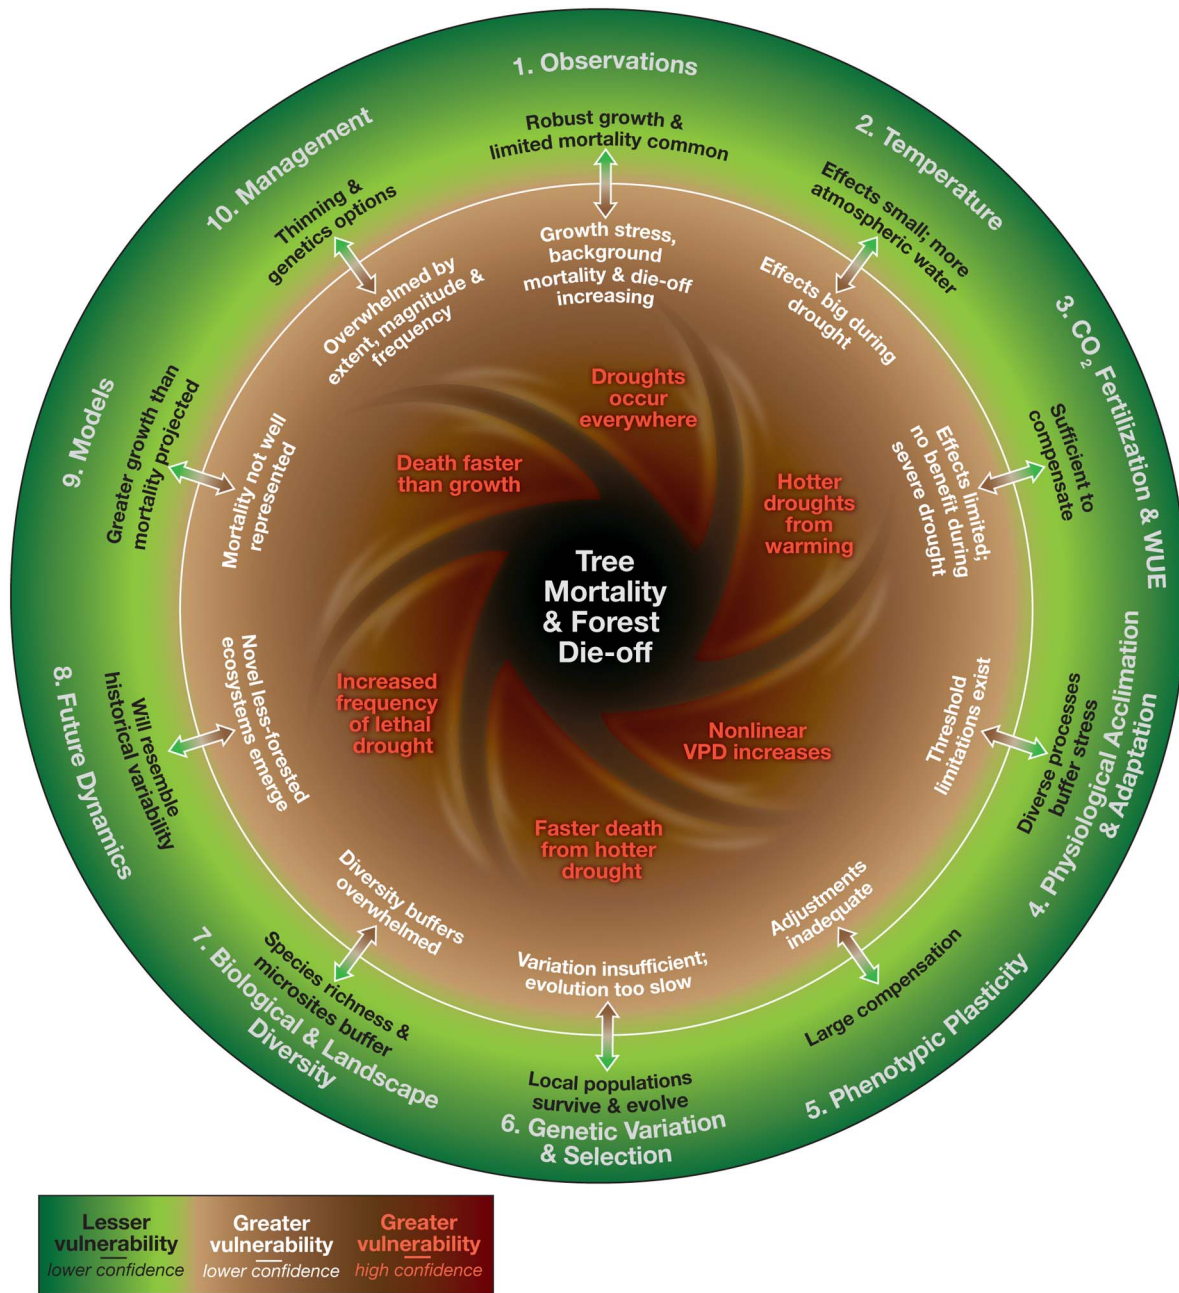 1. Observations
Robust growth &
limited mortality common
Growth stress,
background
mortality & die-off
increasing
2. Temperature
Effects small; more
atmospheric water
Effects big during
drought
3. CO₂ Fertilization & WUE
Sufficient to
compensate
Effects limited;
no benefit during
severe drought
4. Physiological Acclimation
& Adaptation
Diverse processes
buffer stress
Threshold
limitations exist
5. Phenotypic Plasticity
Large compensation
Adjustments
inadequate
Variation insufficient;
evolution too slow
Local populations
survive & evolve
6. Genetic Variation
& Selection
Diversity buffers
overwhelmed
Species richness &
microsites buffer
7. Biological & Landscape
Diversity
8. Future Dynamics
Will resemble
historical variability
Novel less-forested
ecosystems emerge
9. Models
Greater growth than
mortality projected
Mortality not well
represented
10. Management
Thinning &
genetics options
Overwhelmed by
extent, magnitude &
frequency
Droughts
occur
everywhere
Hotter
droughts
from
warming
Nonlinear
VPD increases
Faster death
from hotter
drought
Increased
frequency
of lethal
drought
Death faster
than growth
Tree
Mortality
& Forest
Die-off
Lesser
vulnerability
lower confidence
Greater
vulnerability
lower confidence
Greater
vulnerability
high confidence